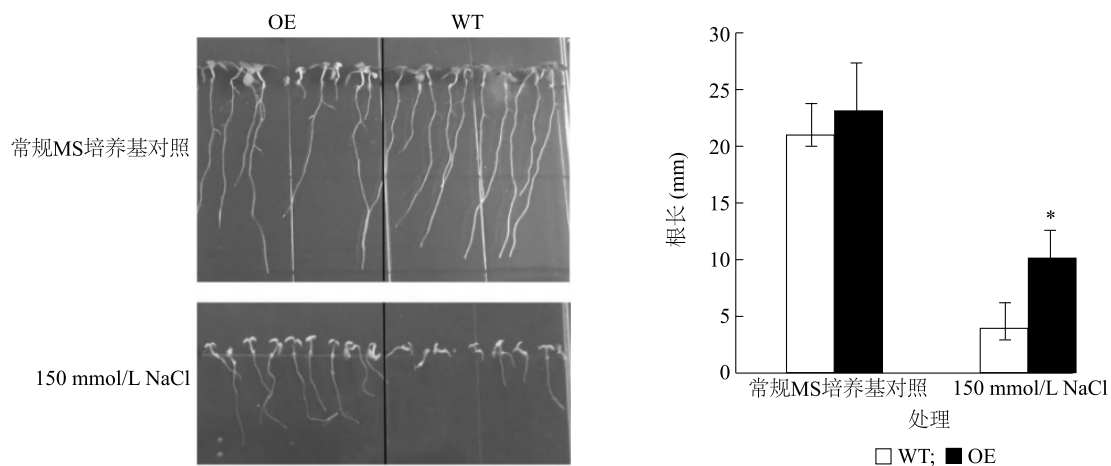 OE
WT
常规MS培养基对照
150 mmol/L NaCl
根长 (mm)
30
25
20
15
10
5
0
*
常规MS培养基对照
150 mmol/L NaCl
处理
WT; OE